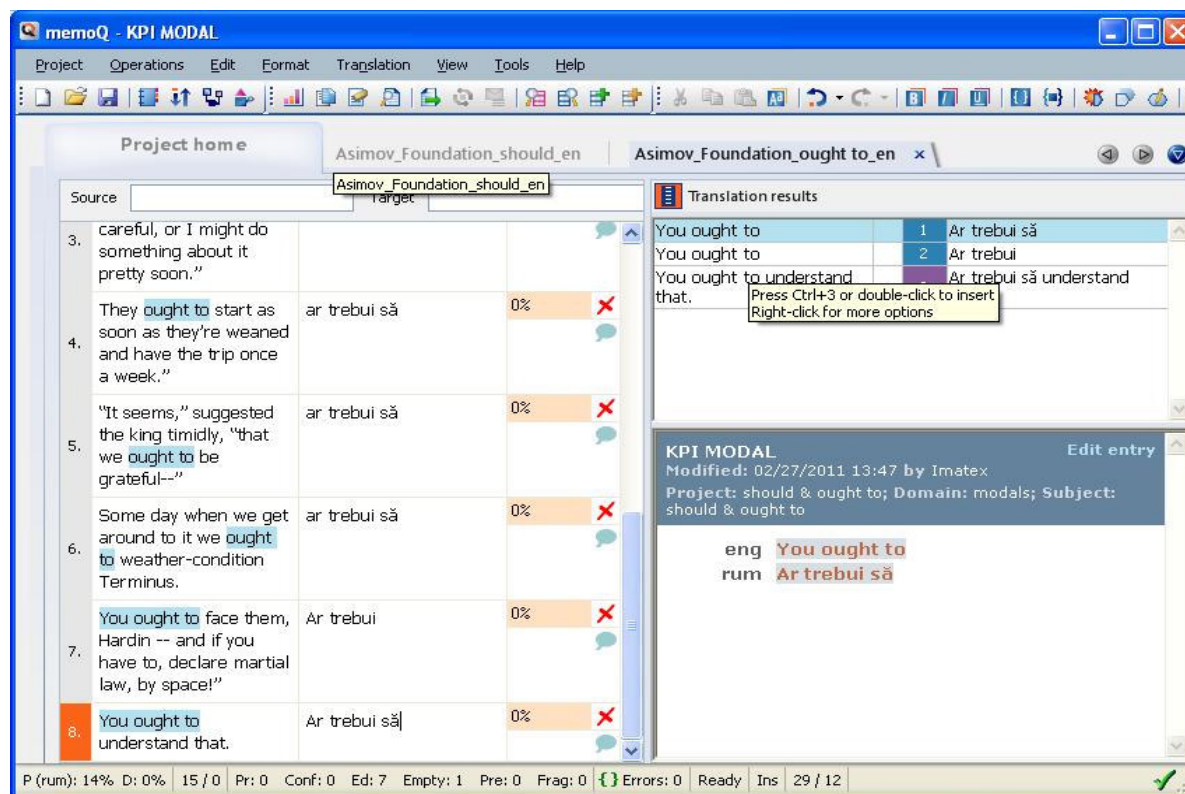 memoQ - KPI MODAL
Project Operations Edit Format Translation View Tools Help
Project home
Asimov_Foundation_should_en
Asimov_Foundation_ought to_en
Asimov_Foundation_should_en
Source
Target
Translation results
3.
careful, or I might do
something about it
pretty soon.”
4.
They ought to start as
soon as they’re weaned
and have the trip once
a week.”
ar trebui să
0%
5.
“It seems,” suggested
the king timidly, “that
we ought to be
grateful--”
ar trebui să
0%
6.
Some day when we get
around to it we ought
to weather-condition
Terminus.
ar trebui să
0%
7.
You ought to face them,
Hardin -- and if you
have to, declare martial
law, by space!”
Ar trebui
0%
8.
You ought to
understand that.
Ar trebui să
0%
You ought to 1 Ar trebui să
You ought to 2 Ar trebui
You ought to understand
that.
Ar trebui să understand
that.
Press Ctrl+3 or double-click to insert
Right-click for more options
KPI MODAL
Edit entry
Modified: 02/27/2011 13:47 by Imatex
Project: should & ought to; Domain: modals; Subject:
should & ought to
eng You ought to
rum Ar trebui să
P (rum): 14% D: 0% 15 / 0 Pr: 0 Conf: 0 Ed: 7 Empty: 1 Pre: 0 Frag: 0 {} Errors: 0 Ready Ins 29 / 12